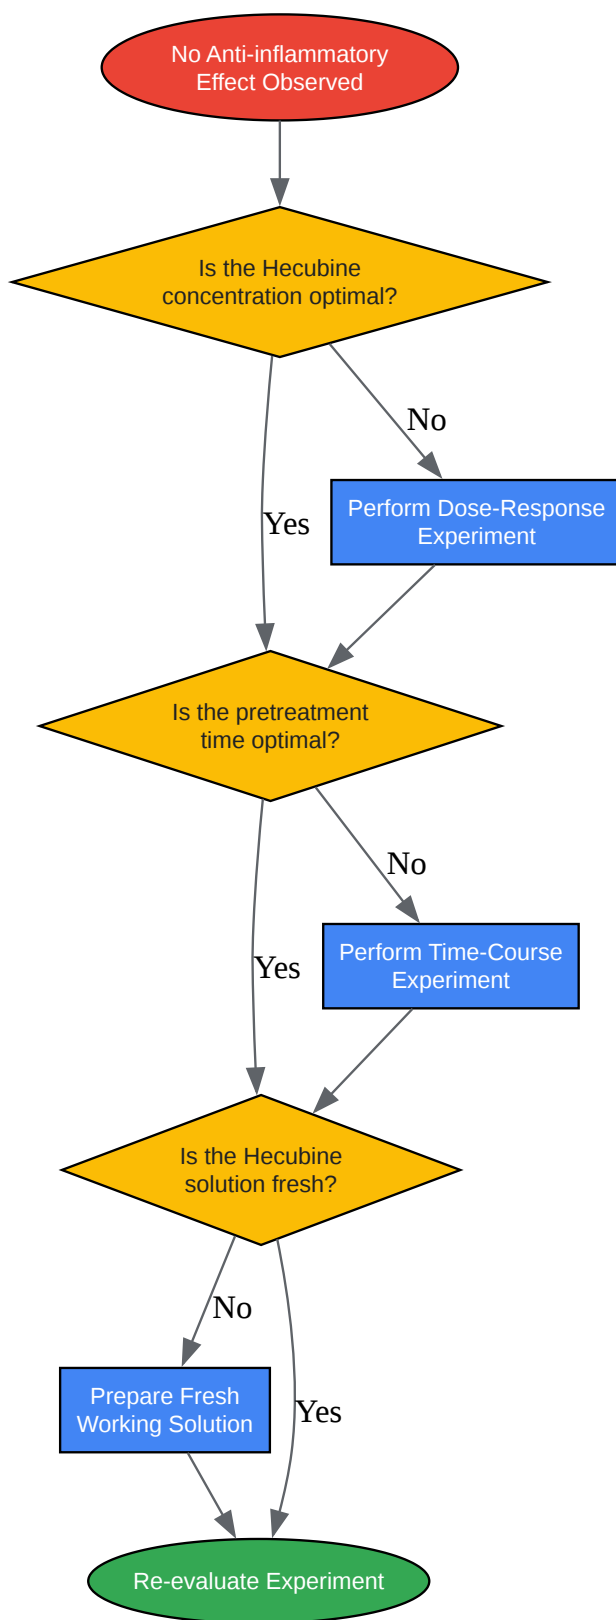 No Anti-inflammatory
Effect Observed
Is the Hecubine
concentration optimal?
No
Perform Dose-Response
Experiment
Yes
Is the pretreatment
time optimal?
No
Perform Time-Course
Experiment
Yes
Is the Hecubine
solution fresh?
No
Prepare Fresh
Working Solution
Yes
Re-evaluate Experiment